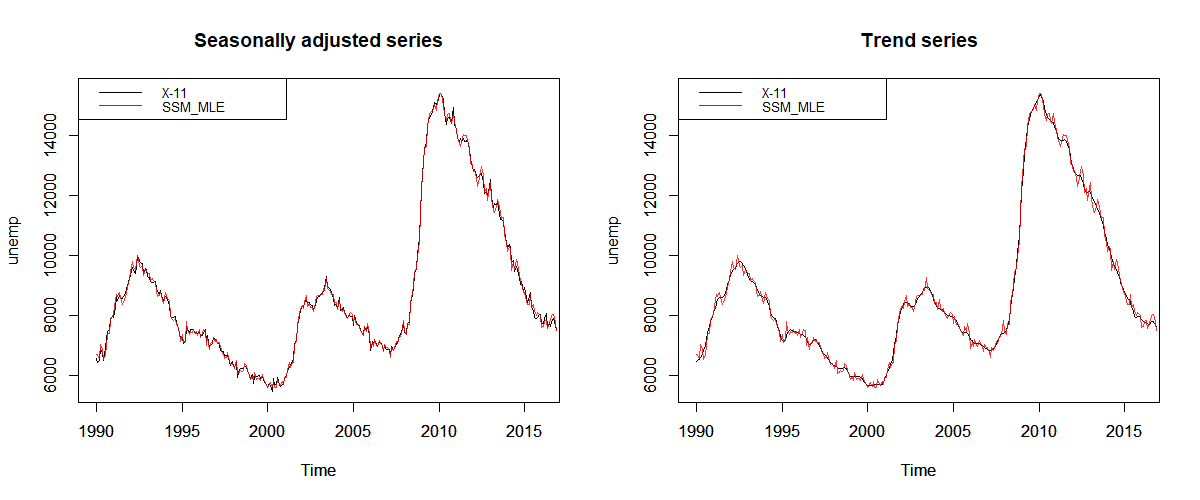 Seasonally adjusted series
X-11
SSM_MLE
unemp
14000
12000
10000
8000
6000
1990
1995
2000
2005
2010
2015
Time
Trend series
X-11
SSM_MLE
unemp
14000
12000
10000
8000
6000
1990
1995
2000
2005
2010
2015
Time